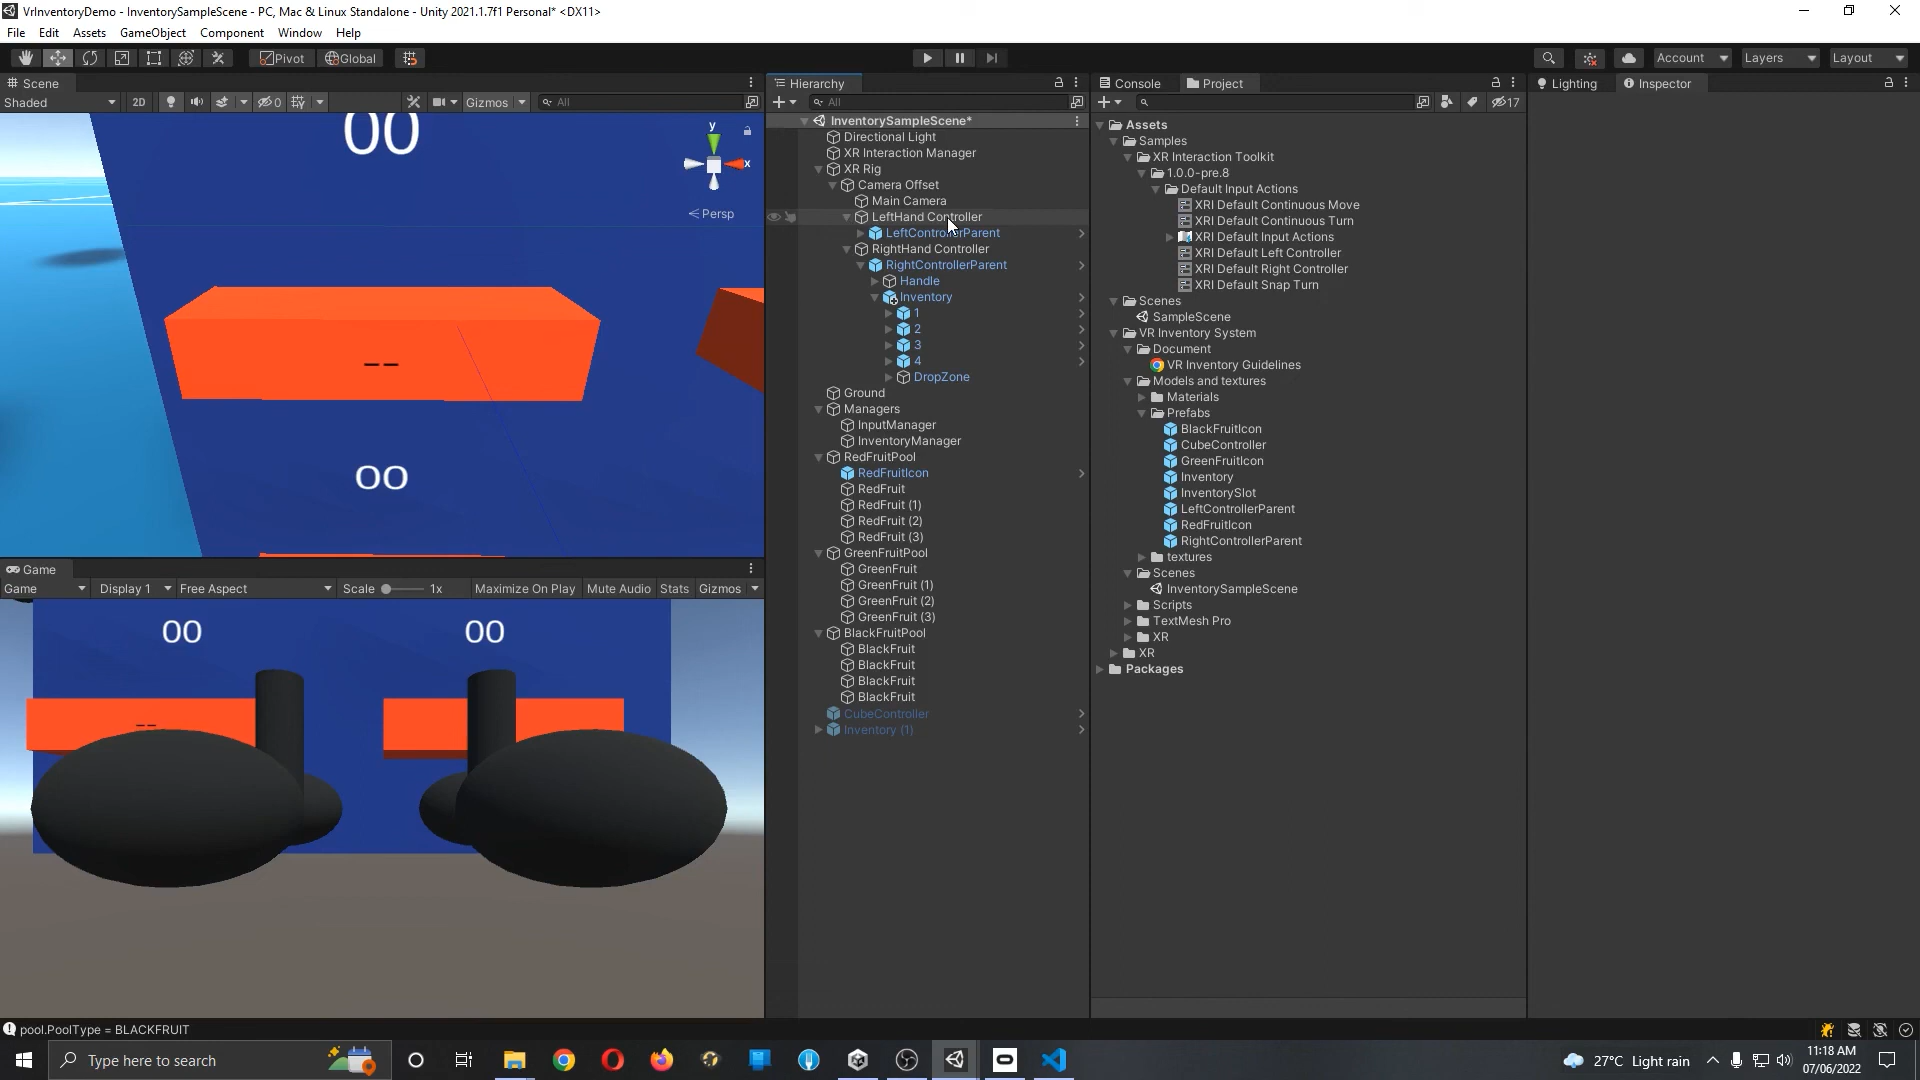 VrInventoryDemo - InventorySampleScene - PC, Mac & Linux Standalone - Unity 2021.1.7f1 Personal* <DX11>
File Edit Assets GameObject Component Window Help
Pivot Global Account Layers Layout
Scene
Shaded 2D 0 Gizmos All
00
y
x
Persp
--
00
Game
Game Display 1 Free Aspect Scale 1x Maximize On Play Mute Audio Stats Gizmos
00 00
--
Hierarchy
All
InventorySampleScene*
Directional Light
XR Interaction Manager
XR Rig
Camera Offset
Main Camera
LeftHand Controller
LeftControllerParent
RightHand Controller
RightControllerParent
Handle
Inventory
1
2
3
4
DropZone
Ground
Managers
InputManager
InventoryManager
RedFruitPool
RedFruitIcon
RedFruit
RedFruit (1)
RedFruit (2)
RedFruit (3)
GreenFruitPool
GreenFruit
GreenFruit (1)
GreenFruit (2)
GreenFruit (3)
BlackFruitPool
BlackFruit
BlackFruit
BlackFruit
BlackFruit
CubeController
Inventory (1)
Console Project
17
Assets
Samples
XR Interaction Toolkit
1.0.0-pre.8
Default Input Actions
XRI Default Continuous Move
XRI Default Continuous Turn
XRI Default Input Actions
XRI Default Left Controller
XRI Default Right Controller
XRI Default Snap Turn
Scenes
SampleScene
VR Inventory System
Document
VR Inventory Guidelines
Models and textures
Materials
Prefabs
BlackFruitIcon
CubeController
GreenFruitIcon
Inventory
InventorySlot
LeftControllerParent
RedFruitIcon
RightControllerParent
textures
Scenes
InventorySampleScene
Scripts
TextMesh Pro
XR
XR
Packages
Lighting Inspector
pool.PoolType = BLACKFRUIT
Type here to search
27°C Light rain
11:18 AM
07/06/2022